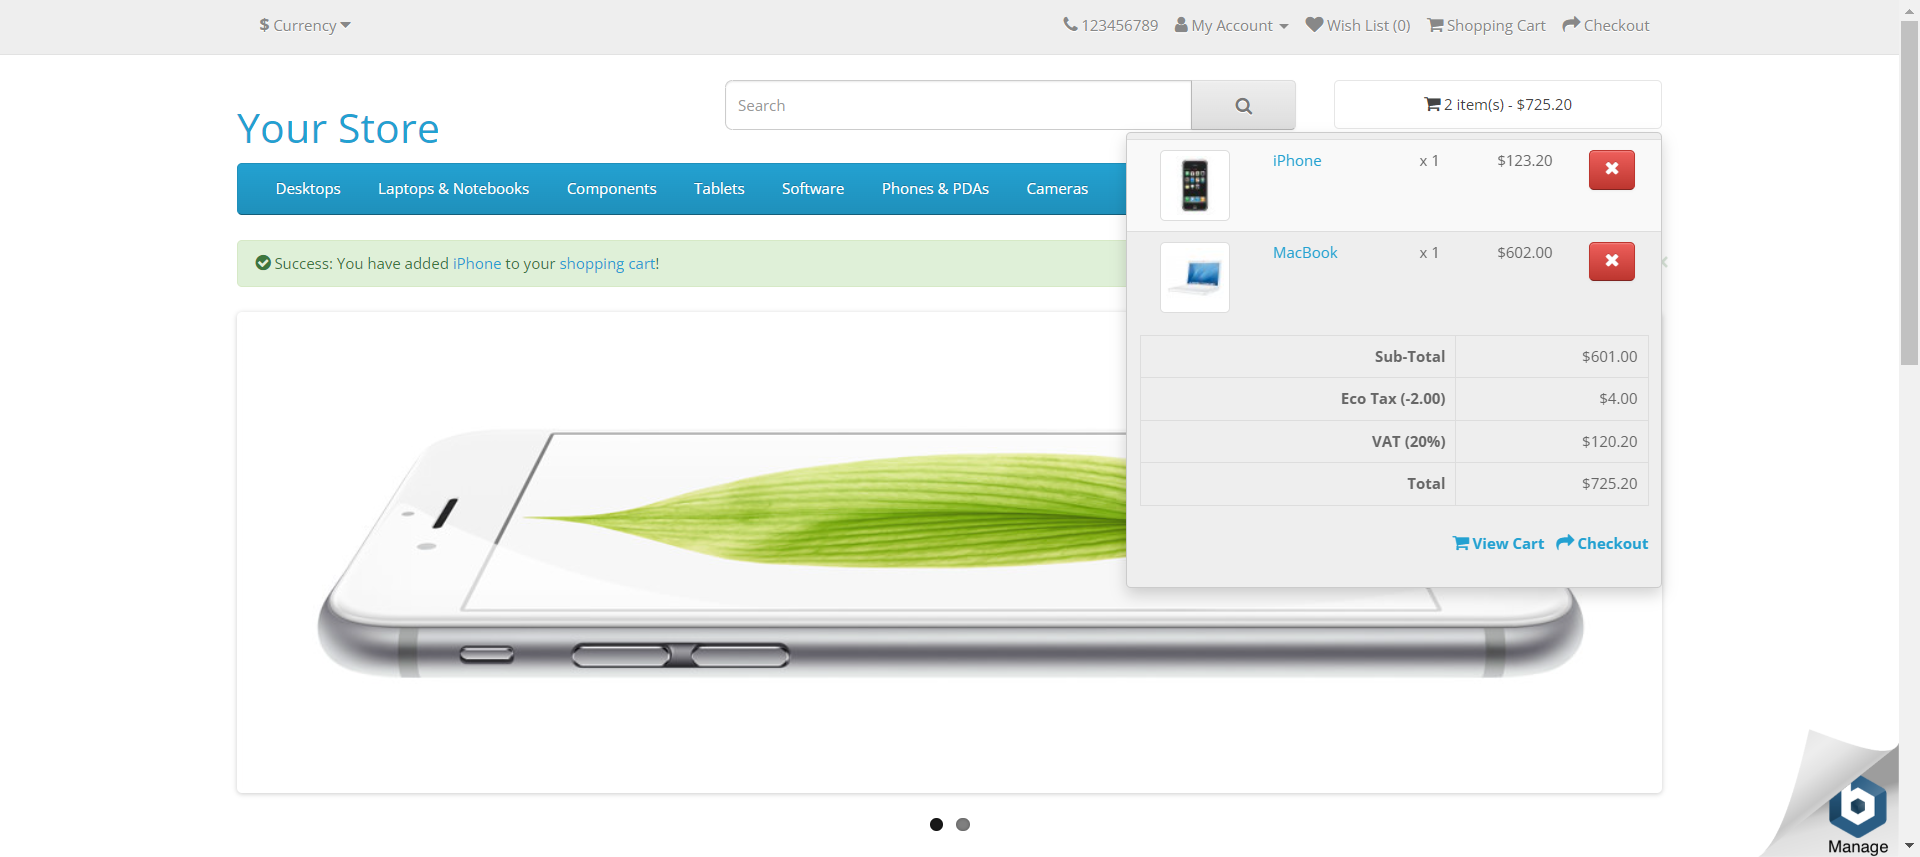 $ Currency
123456789 My Account Wish List (0) Shopping Cart Checkout
Your Store
Search
2 item(s) - $725.20
Desktops Laptops & Notebooks Components Tablets Software Phones & PDAs Cameras
Success: You have added iPhone to your shopping cart!
iPhone x 1 $123.20
MacBook x 1 $602.00
Sub-Total $601.00
Eco Tax (-2.00) $4.00
VAT (20%) $120.20
Total $725.20
View Cart Checkout
Manage